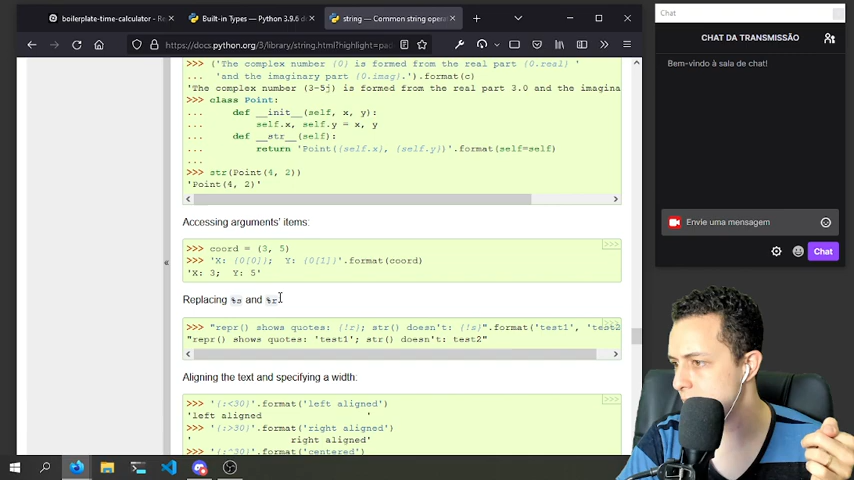 boilerplate-time-calculator - Re
Built-in Types — Python 3.9.6 d
string — Common string opera
https://docs.python.org/3/library/string.html?highlight=pa
>>> ('The complex number {0} is formed from the real part {0.real} '
...  'and the imaginary part {0.imag}.').format(c)
'The complex number (3-5j) is formed from the real part 3.0 and the imagina
>>> class Point:
...     def __init__(self, x, y):
...         self.x, self.y = x, y
...     def __str__(self):
...         return 'Point({self.x}, {self.y})'.format(self=self)
...
>>> str(Point(4, 2))
'Point(4, 2)'
Accessing arguments' items:
>>>
>>> coord = (3, 5)
>>> 'X: {0[0]};  Y: {0[1]}'.format(coord)
'X: 3;  Y: 5'
Replacing %s and %r
>>>
>>> "repr() shows quotes: {!r}; str() doesn't: {!s}".format('test1', 'test2
"repr() shows quotes: 'test1'; str() doesn't: test2"
Aligning the text and specifying a width:
>>>
>>> '{:<30}'.format('left aligned')
'left aligned                  '
>>> '{:>30}'.format('right aligned')
'                 right aligned'
>>> '{:^30}'.format('centered')
Chat
CHAT DA TRANSMISSÃO
Bem-vindo à sala de chat!
Envie uma mensagem
Chat